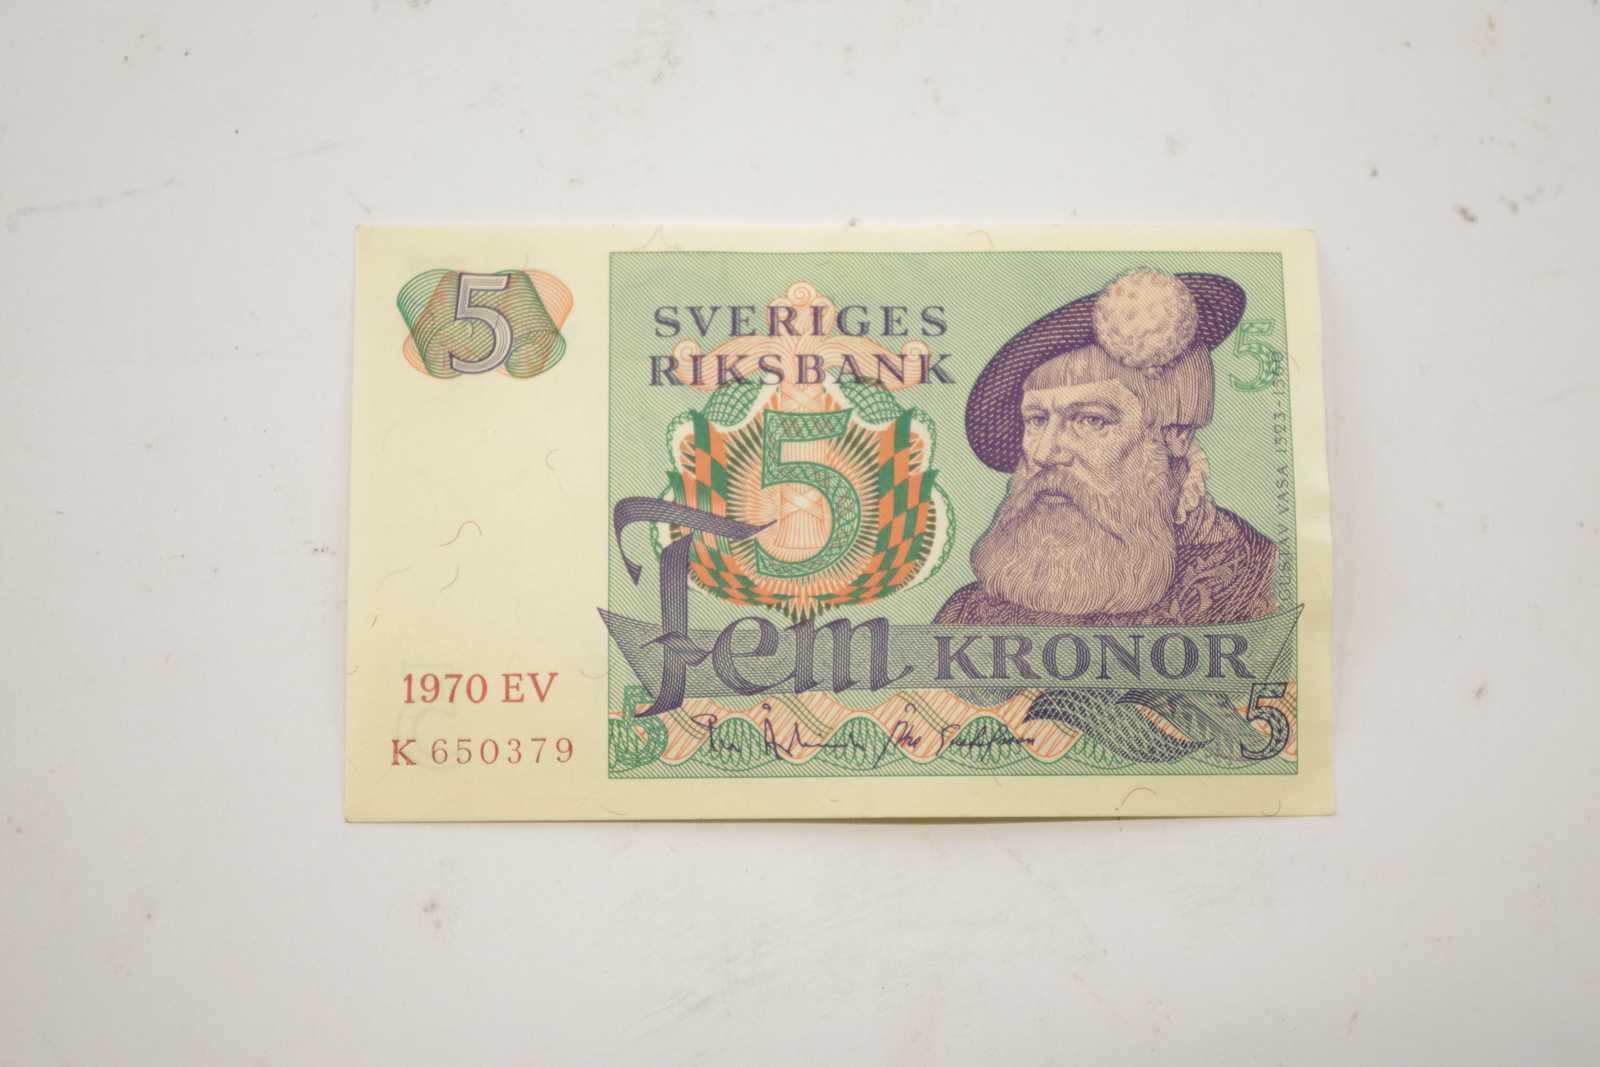 5
SVERIGES
RIKSBANK
5
5
GUSTAV VASA 1523-1560
Fem KRONOR
1970 EV
K 650379
5
5